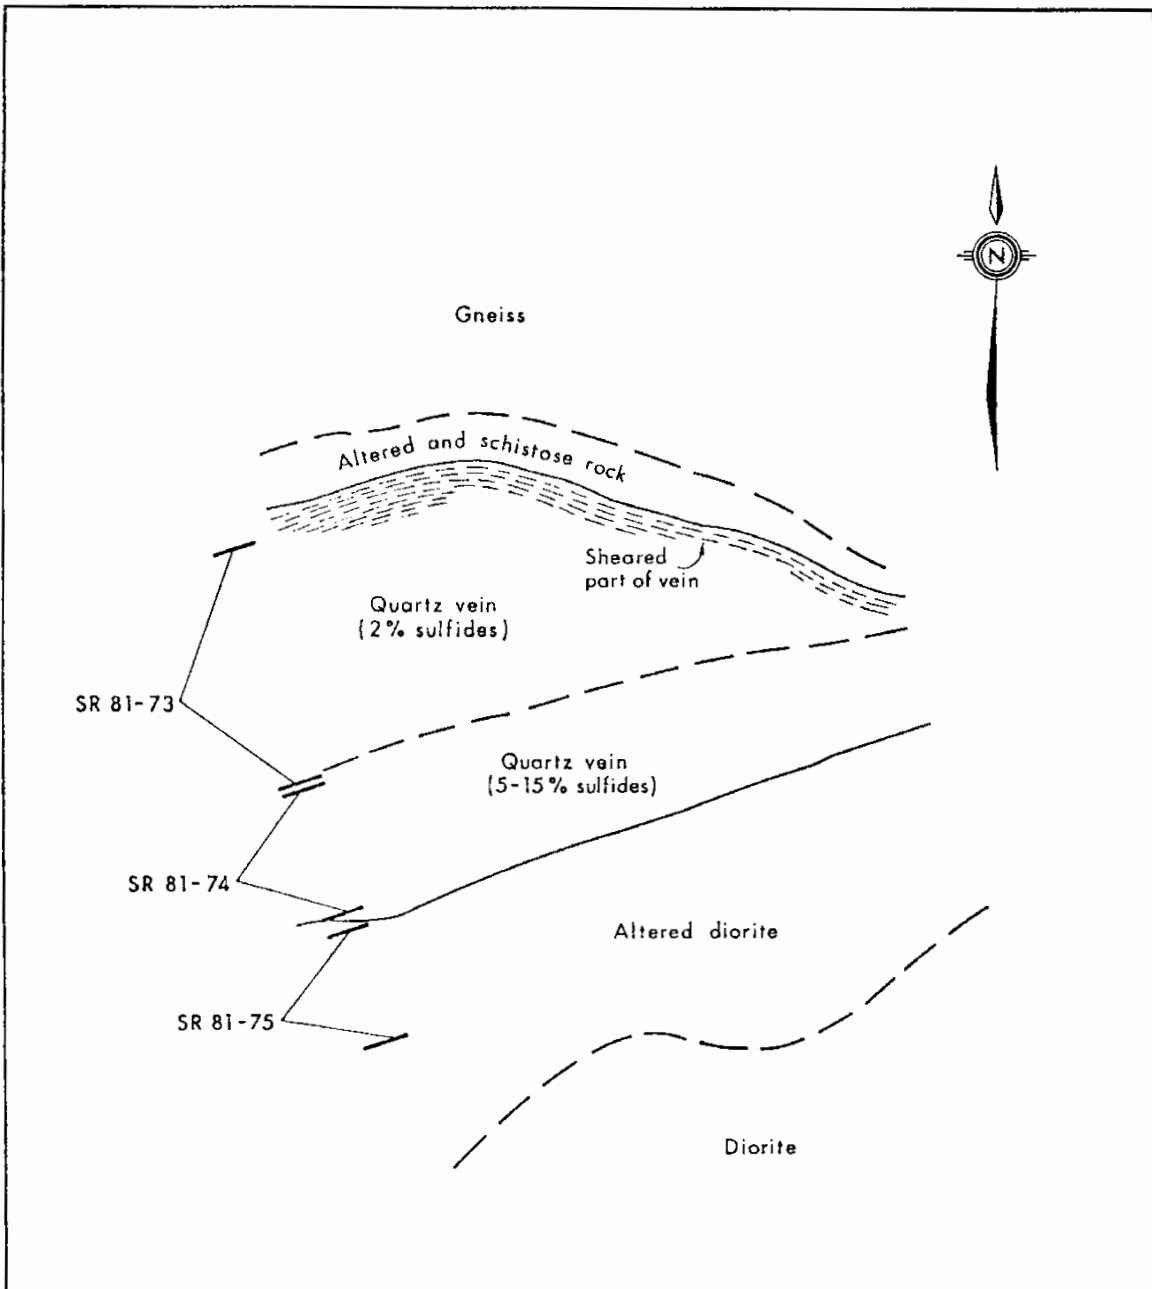 N
Gneiss
Altered and schistose rock
Sheared
part of vein
Quartz vein
(2% sulfides)
SR 81-73
Quartz vein
(5-15% sulfides)
SR 81-74
Altered diorite
SR 81-75
Diorite